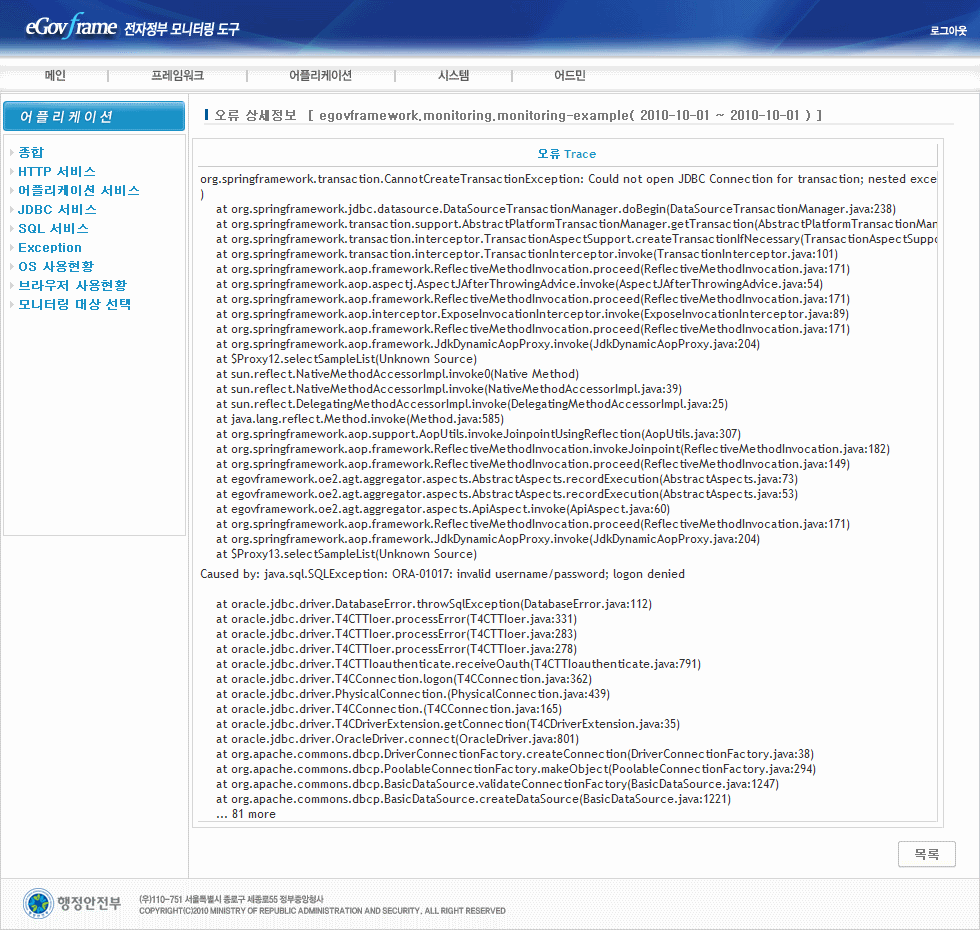 eGovframe 전자정부 모니터링 도구
로그아웃
메인 | 프레임워크 | 어플리케이션 | 시스템 | 어드민
어플리케이션
종합
HTTP 서비스
어플리케이션 서비스
JDBC 서비스
SQL 서비스
Exception
OS 사용현황
브라우저 사용현황
모니터링 대상 선택
오류 상세정보 [ egovframework.monitoring.monitoring-example( 2010-10-01 ~ 2010-10-01 ) ]
오류 Trace
org.springframework.transaction.CannotCreateTransactionException: Could not open JDBC Connection for transaction; nested exce
)
at org.springframework.jdbc.datasource.DataSourceTransactionManager.doBegin(DataSourceTransactionManager.java:238)
at org.springframework.transaction.support.AbstractPlatformTransactionManager.getTransaction(AbstractPlatformTransactionMan
at org.springframework.transaction.interceptor.TransactionAspectSupport.createTransactionIfNecessary(TransactionAspectSuppo
at org.springframework.transaction.interceptor.TransactionInterceptor.invoke(TransactionInterceptor.java:101)
at org.springframework.aop.framework.ReflectiveMethodInvocation.proceed(ReflectiveMethodInvocation.java:171)
at org.springframework.aop.aspectj.AspectJAfterThrowingAdvice.invoke(AspectJAfterThrowingAdvice.java:54)
at org.springframework.aop.framework.ReflectiveMethodInvocation.proceed(ReflectiveMethodInvocation.java:171)
at org.springframework.aop.interceptor.ExposeInvocationInterceptor.invoke(ExposeInvocationInterceptor.java:89)
at org.springframework.aop.framework.ReflectiveMethodInvocation.proceed(ReflectiveMethodInvocation.java:171)
at org.springframework.aop.framework.JdkDynamicAopProxy.invoke(JdkDynamicAopProxy.java:204)
at $Proxy12.selectSampleList(Unknown Source)
at sun.reflect.NativeMethodAccessorImpl.invoke0(Native Method)
at sun.reflect.NativeMethodAccessorImpl.invoke(NativeMethodAccessorImpl.java:39)
at sun.reflect.DelegatingMethodAccessorImpl.invoke(DelegatingMethodAccessorImpl.java:25)
at java.lang.reflect.Method.invoke(Method.java:585)
at org.springframework.aop.support.AopUtils.invokeJoinpointUsingReflection(AopUtils.java:307)
at org.springframework.aop.framework.ReflectiveMethodInvocation.invokeJoinpoint(ReflectiveMethodInvocation.java:182)
at org.springframework.aop.framework.ReflectiveMethodInvocation.proceed(ReflectiveMethodInvocation.java:149)
at egovframework.oe2.agt.aggregator.aspects.AbstractAspects.recordExecution(AbstractAspects.java:73)
at egovframework.oe2.agt.aggregator.aspects.AbstractAspects.recordExecution(AbstractAspects.java:53)
at egovframework.oe2.agt.aggregator.aspects.ApiAspect.invoke(ApiAspect.java:60)
at org.springframework.aop.framework.ReflectiveMethodInvocation.proceed(ReflectiveMethodInvocation.java:171)
at org.springframework.aop.framework.JdkDynamicAopProxy.invoke(JdkDynamicAopProxy.java:204)
at $Proxy13.selectSampleList(Unknown Source)
Caused by: java.sql.SQLException: ORA-01017: invalid username/password; logon denied
at oracle.jdbc.driver.DatabaseError.throwSqlException(DatabaseError.java:112)
at oracle.jdbc.driver.T4CTTIoer.processError(T4CTTIoer.java:331)
at oracle.jdbc.driver.T4CTTIoer.processError(T4CTTIoer.java:283)
at oracle.jdbc.driver.T4CTTIoer.processError(T4CTTIoer.java:278)
at oracle.jdbc.driver.T4CTTIoauthenticate.receiveOauth(T4CTTIoauthenticate.java:791)
at oracle.jdbc.driver.T4CConnection.logon(T4CConnection.java:362)
at oracle.jdbc.driver.PhysicalConnection.(PhysicalConnection.java:439)
at oracle.jdbc.driver.T4CConnection.(T4CConnection.java:165)
at oracle.jdbc.driver.T4CDriverExtension.getConnection(T4CDriverExtension.java:35)
at oracle.jdbc.driver.OracleDriver.connect(OracleDriver.java:801)
at org.apache.commons.dbcp.DriverConnectionFactory.createConnection(DriverConnectionFactory.java:38)
at org.apache.commons.dbcp.PoolableConnectionFactory.makeObject(PoolableConnectionFactory.java:294)
at org.apache.commons.dbcp.BasicDataSource.validateConnectionFactory(BasicDataSource.java:1247)
at org.apache.commons.dbcp.BasicDataSource.createDataSource(BasicDataSource.java:1221)
... 81 more
목록
행정안전부
(우)110-751 서울특별시 종로구 세종로55 정부중앙청사
COPYRIGHT(C)2010 MINISTRY OF REPUBLIC ADMINISTRATION AND SECURITY, ALL RIGHT RESERVED